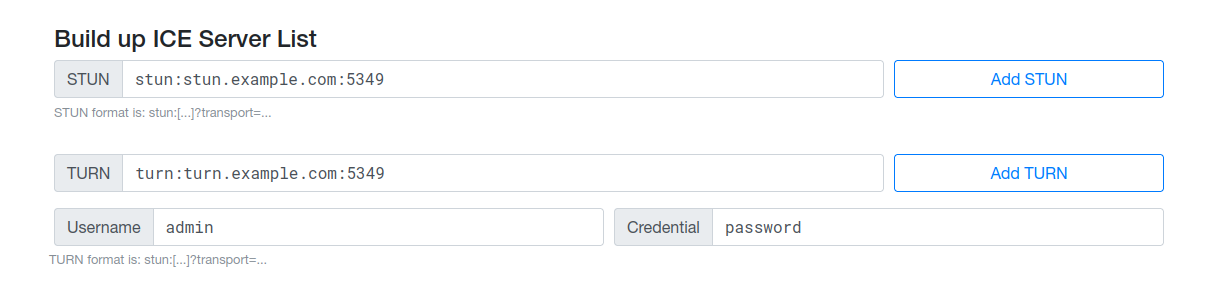 Build up ICE Server List
STUN stun:stun.example.com:5349 Add STUN
STUN format is: stun:[...]?transport=...
TURN turn:turn.example.com:5349 Add TURN
Username admin Credential password
TURN format is: stun:[...]?transport=...